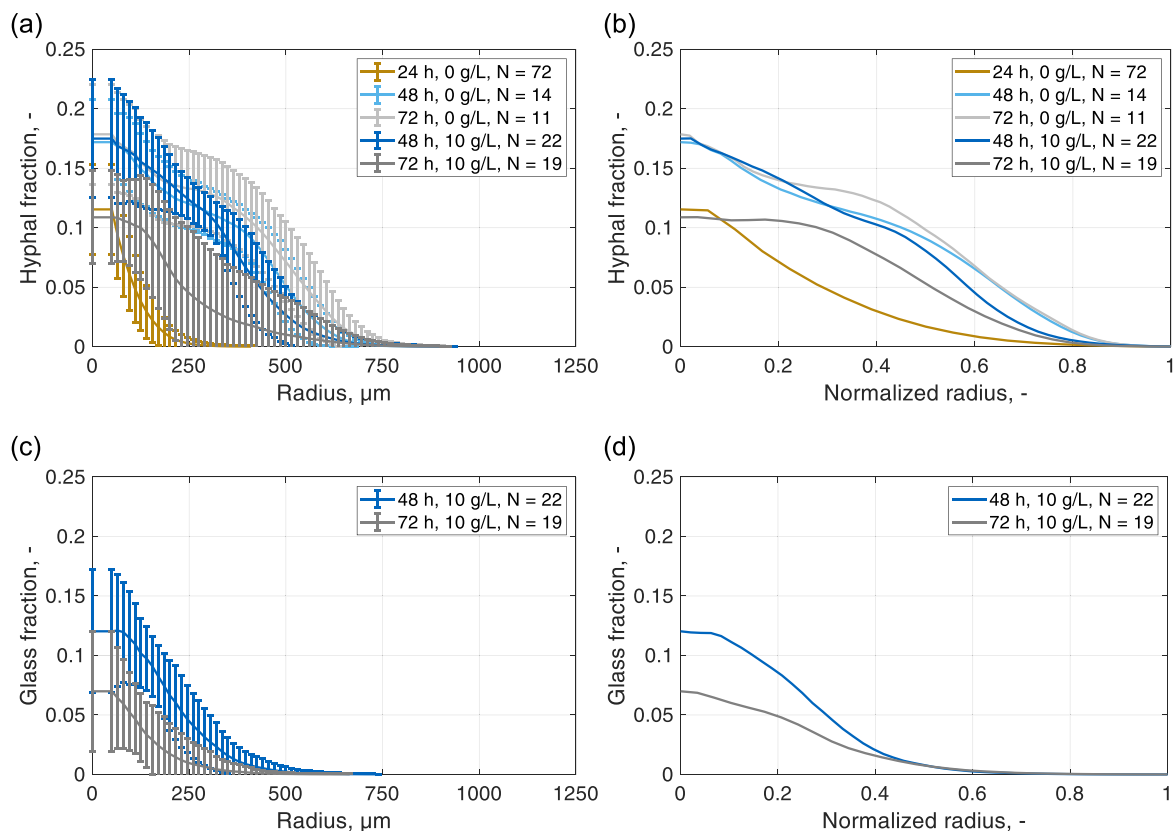 (a)
0.25
0.2
0.15
0.1
0.05
0
Hyphal fraction, -
24 h, 0 g/L, N = 72
48 h, 0 g/L, N = 14
72 h, 0 g/L, N = 11
48 h, 10 g/L, N = 22
72 h, 10 g/L, N = 19
0 250 500 750 1000 1250
Radius, µm
(b)
0.25
0.2
0.15
0.1
0.05
0
Hyphal fraction, -
24 h, 0 g/L, N = 72
48 h, 0 g/L, N = 14
72 h, 0 g/L, N = 11
48 h, 10 g/L, N = 22
72 h, 10 g/L, N = 19
0 0.2 0.4 0.6 0.8 1
Normalized radius, -
(c)
0.25
0.2
0.15
0.1
0.05
0
Glass fraction, -
48 h, 10 g/L, N = 22
72 h, 10 g/L, N = 19
0 250 500 750 1000 1250
Radius, µm
(d)
0.25
0.2
0.15
0.1
0.05
0
Glass fraction, -
48 h, 10 g/L, N = 22
72 h, 10 g/L, N = 19
0 0.2 0.4 0.6 0.8 1
Normalized radius, -